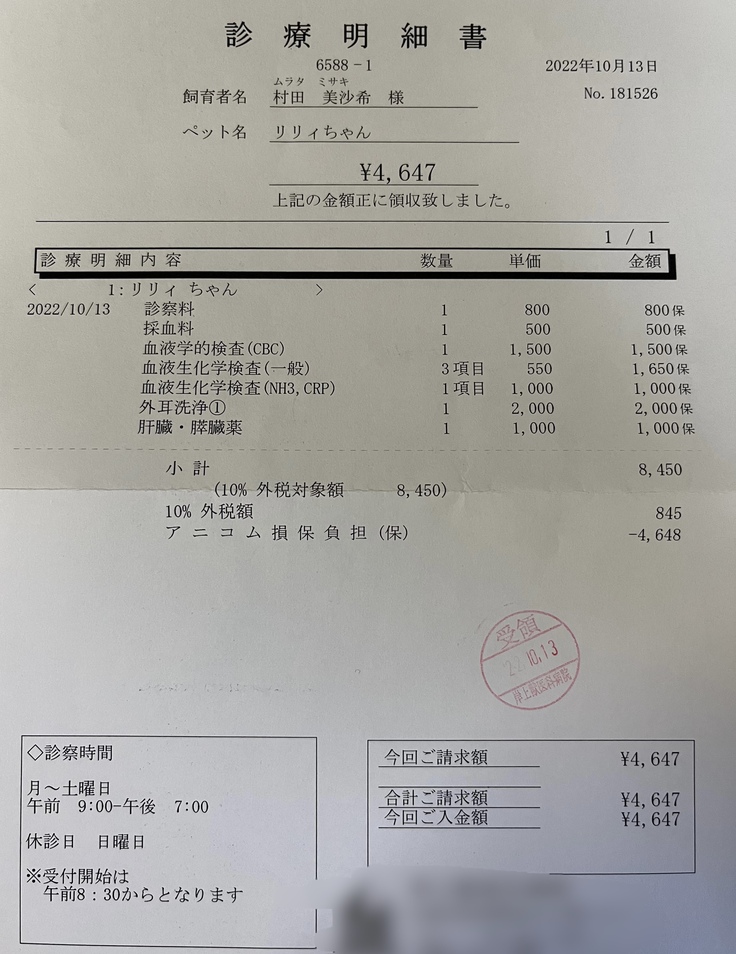 診療明細書
6588-1
2022年10月13日
ムラタ ミサキ
飼育者名 村田 美沙希 様
No.181526
ペット名 リリィちゃん
¥4,647
上記の金額正に領収致しました。
1 / 1
診療明細内容 数量 単価 金額
< 1:リリィ ちゃん >
2022/10/13 診察料 1 800 800保
採血料 1 500 500保
血液学的検査(CBC) 1 1,500 1,500保
血液生化学検査(一般) 3項目 550 1,650保
血液生化学検査(NH3,CRP) 1項目 1,000 1,000保
外耳洗浄① 1 2,000 2,000保
肝臓・膵臓薬 1 1,000 1,000保
小計 8,450
(10% 外税対象額 8,450)
10% 外税額 845
アニコム損保負担(保) -4,648
受領
10.13
◇診察時間
月〜土曜日
午前 9:00-午後 7:00
休診日 日曜日
※受付開始は
午前8:30からとなります
今回ご請求額 ¥4,647
合計ご請求額 ¥4,647
今回ご入金額 ¥4,647